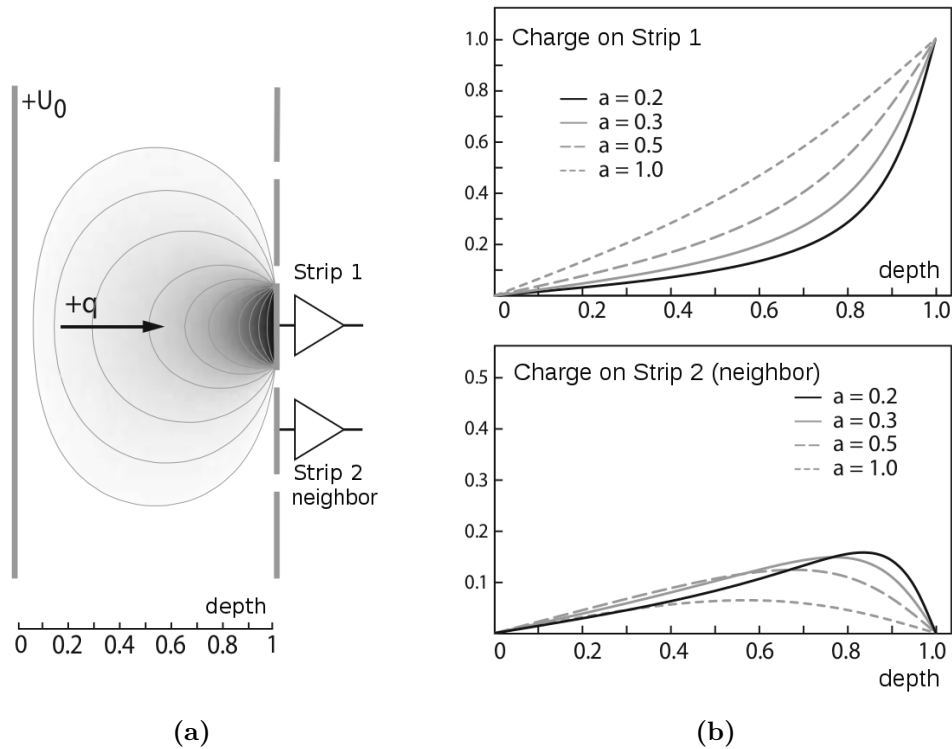 +U0
+q
Strip 1
Strip 2
neighbor
depth
0 0.2 0.4 0.6 0.8 1
(a)
Charge on Strip 1
1.0
0.8
0.6
0.4
0.2
a = 0.2
a = 0.3
a = 0.5
a = 1.0
depth
0 0.2 0.4 0.6 0.8 1.0
Charge on Strip 2 (neighbor)
0.5
0.4
0.3
0.2
0.1
a = 0.2
a = 0.3
a = 0.5
a = 1.0
0 0.2 0.4 0.6 0.8 1.0
depth
(b)